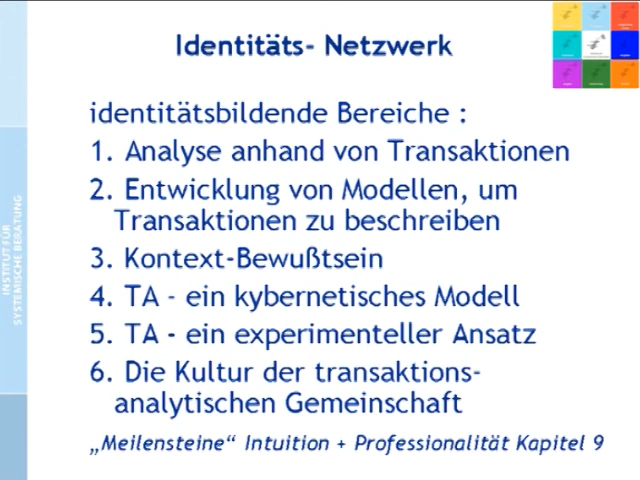 Identitäts- Netzwerk
identitätsbildende Bereiche :
1. Analyse anhand von Transaktionen
2. Entwicklung von Modellen, um
Transaktionen zu beschreiben
3. Kontext-Bewußtsein
4. TA - ein kybernetisches Modell
5. TA - ein experimenteller Ansatz
6. Die Kultur der transaktions-
analytischen Gemeinschaft
„Meilensteine“ Intuition + Professionalität Kapitel 9
INSTITUT FÜR
SYSTEMISCHE BERATUNG